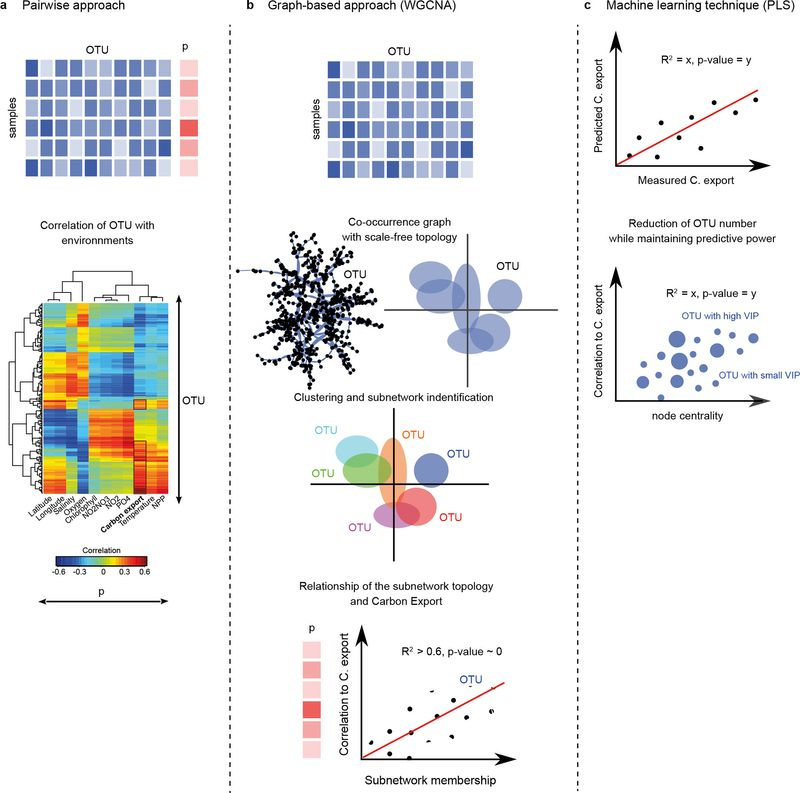 a Pairwise approach
OTU
p
samples
Correlation of OTU with
environnments
OTU
Latitude
Longitude
Salinity
Oxygen
Chlorophyll
NO2NO3
NO2
PO4
Carbon export
Temperature
NPP
Correlation
-0.6 -0.3 0 0.3 0.6
p
b Graph-based approach (WGCNA)
OTU
samples
Co-occurrence graph
with scale-free topology
OTU
OTU
Clustering and subnetwork indentification
OTU
OTU
OTU
OTU
OTU
OTU
Relationship of the subnetwork topology
and Carbon Export
p
Correlation to C. export
R² > 0.6, p-value ~ 0
OTU
Subnetwork membership
c Machine learning technique (PLS)
Predicted C. export
R² = x, p-value = y
Measured C. export
Reduction of OTU number
while maintaining predictive power
Correlation to C. export
R² = x, p-value = y
OTU with high VIP
OTU with small VIP
node centrality